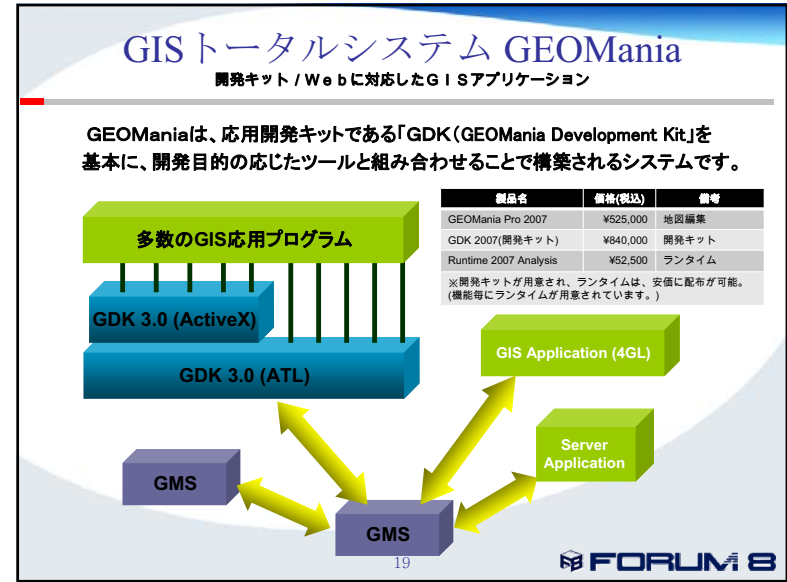 GISトータルシステム GEOMania
開発キット / Webに対応したGISアプリケーション
GEOManiaは、応用開発キットである「GDK(GEOMania Development Kit」を
基本に、開発目的の応じたツールと組み合わせることで構築されるシステムです。
製品名 価格(税込) 備考
GEOMania Pro 2007 ¥525,000 地図編集
GDK 2007(開発キット) ¥840,000 開発キット
Runtime 2007 Analysis ¥52,500 ランタイム
※開発キットが用意され、ランタイムは、安価に配布が可能。
(機能毎にランタイムが用意されています。)
多数のGIS応用プログラム
GDK 3.0 (ActiveX)
GDK 3.0 (ATL)
GIS Application (4GL)
Server
Application
GMS
GMS
19
FORUM 8